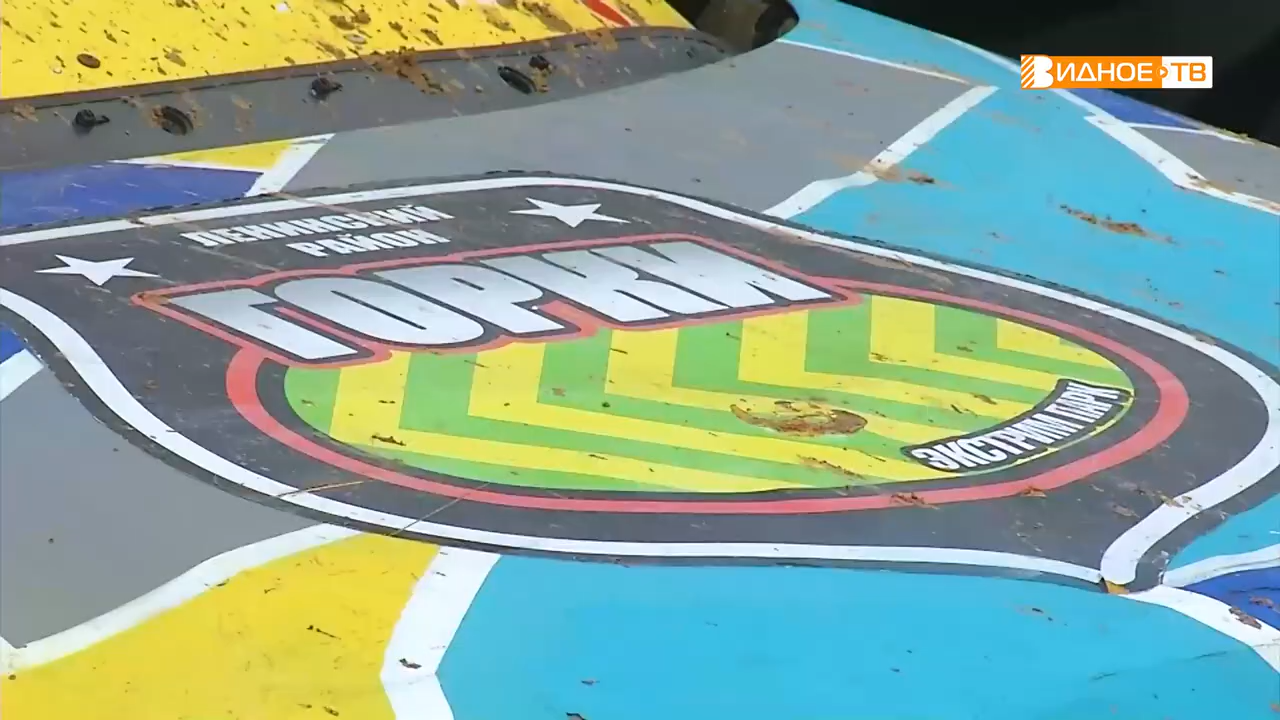 ВИДНОЕ ТВ
ЛЕНИНСКИЙ
РАЙОН
ГОРКИ
ЭКСТРИМ ПАРК